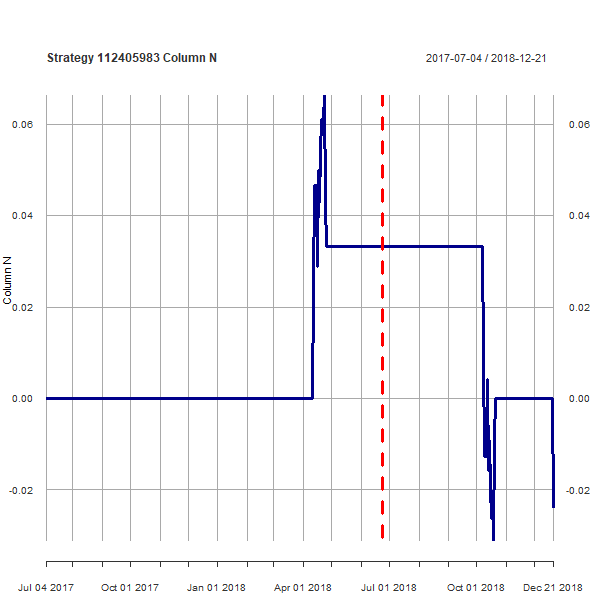 Strategy 112405983 Column N
2017-07-04 / 2018-12-21
0.06
0.06
0.04
0.04
Column N
0.02
0.02
0.00
0.00
-0.02
-0.02
Jul 04 2017
Oct 01 2017
Jan 01 2018
Apr 01 2018
Jul 01 2018
Oct 01 2018
Dec 21 2018